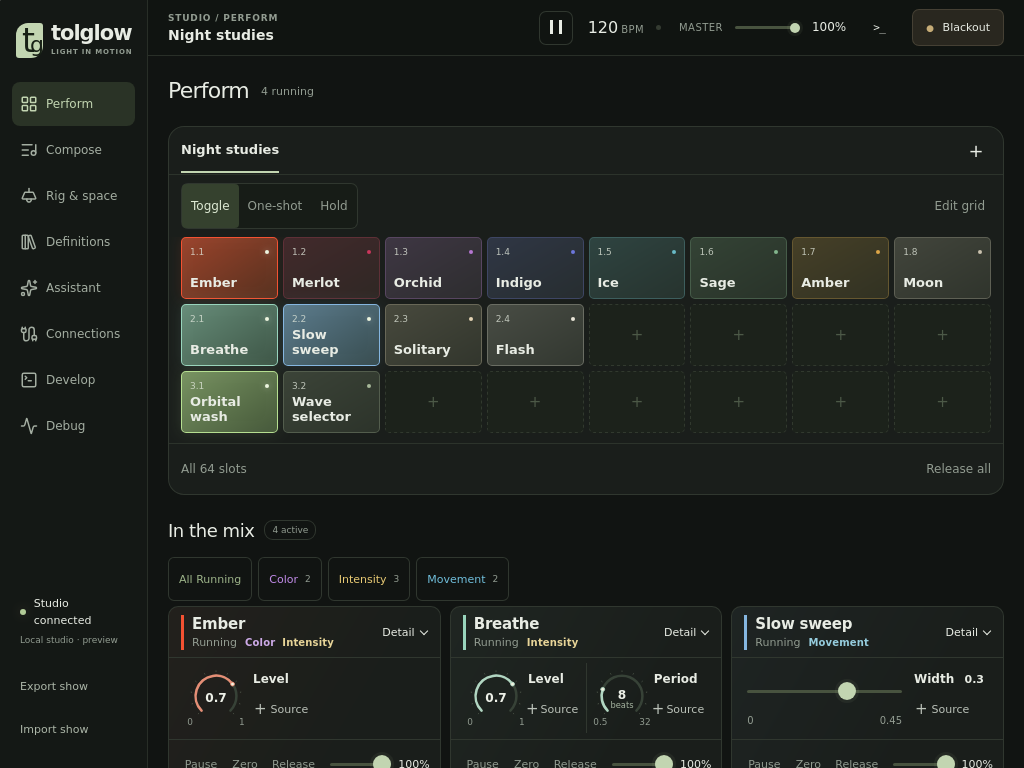 tg tolglow
LIGHT IN MOTION
Perform
Compose
Rig & space
Definitions
Assistant
Connections
Develop
Debug
Studio
connected
Local studio · preview
Export show
Import show
STUDIO / PERFORM
Night studies
120 BPM
MASTER
100%
>_
Blackout
Perform
4 running
Night studies
+
Toggle
One-shot
Hold
Edit grid
1.1
Ember
1.2
Merlot
1.3
Orchid
1.4
Indigo
1.5
Ice
1.6
Sage
1.7
Amber
1.8
Moon
2.1
Breathe
2.2
Slow
sweep
2.3
Solitary
2.4
Flash
+
+
+
+
3.1
Orbital
wash
3.2
Wave
selector
+
+
+
+
+
+
All 64 slots
Release all
In the mix
4 active
All Running
Color 2
Intensity 3
Movement 2
Ember
Running Color Intensity
Detail
0.7
0 1
Level
+ Source
Pause Zero Release 100%
Breathe
Running Intensity
Detail
0.7
0 1
Level
+ Source
8
beats
0.5 32
Period
+ Source
Pause Zero Release 100%
Slow sweep
Running Movement
Detail
0 0.45
Width 0.3
+ Source
Pause Zero Release 100%